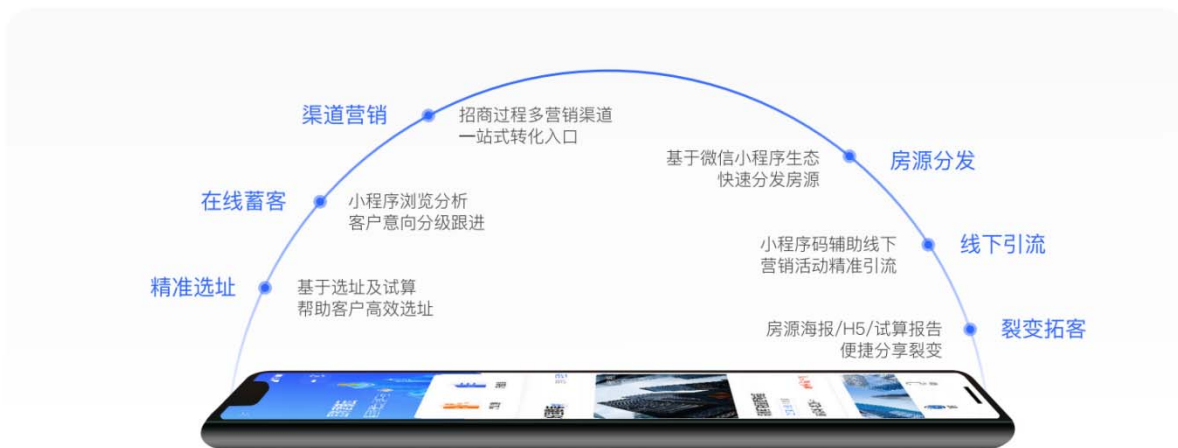 渠道营销
招商过程多营销渠道
一站式转化入口
在线蓄客
小程序浏览分析
客户意向分级跟进
精准选址
基于选址及试算
帮助客户高效选址
房源分发
基于微信小程序生态
快速分发房源
线下引流
小程序码辅助线下
营销活动精准引流
裂变拓客
房源海报/H5/试算报告
便捷分享裂变